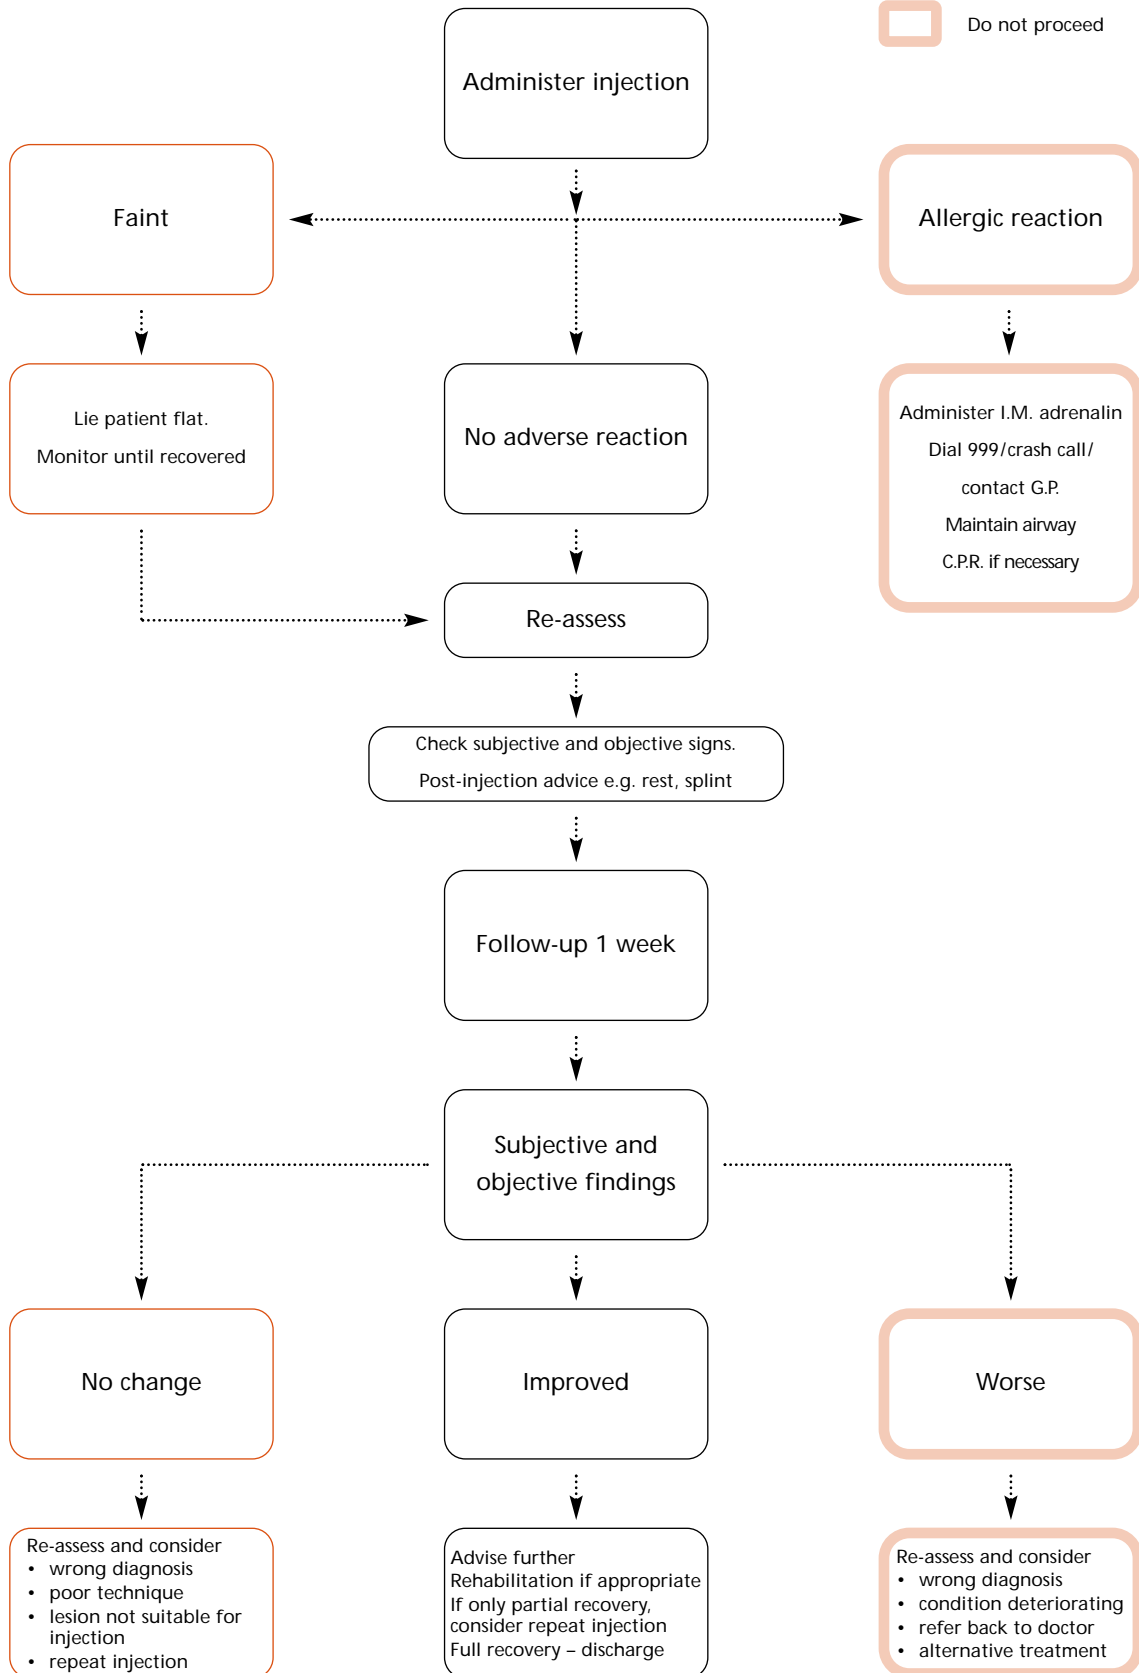 Do not proceed
Administer injection
Faint
Allergic reaction
Lie patient flat.
Monitor until recovered
No adverse reaction
Administer I.M. adrenalin
Dial 999/crash call/
contact G.P.
Maintain airway
C.P.R. if necessary
Re-assess
Check subjective and objective signs.
Post-injection advice e.g. rest, splint
Follow-up 1 week
Subjective and
objective findings
No change
Improved
Worse
Re-assess and consider
• wrong diagnosis
• poor technique
• lesion not suitable for
injection
• repeat injection
Advise further
Rehabilitation if appropriate
If only partial recovery,
consider repeat injection
Full recovery – discharge
Re-assess and consider
• wrong diagnosis
• condition deteriorating
• refer back to doctor
• alternative treatment